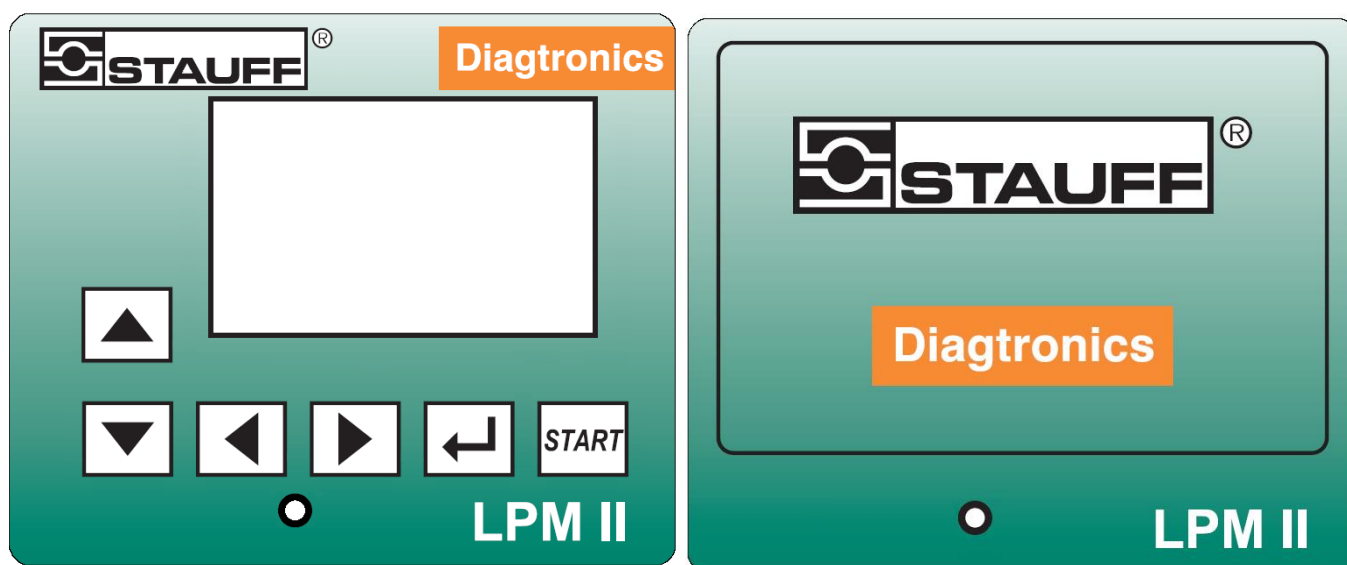 STAUFF®
Diagtronics
START
LPM II
STAUFF®
Diagtronics
LPM II